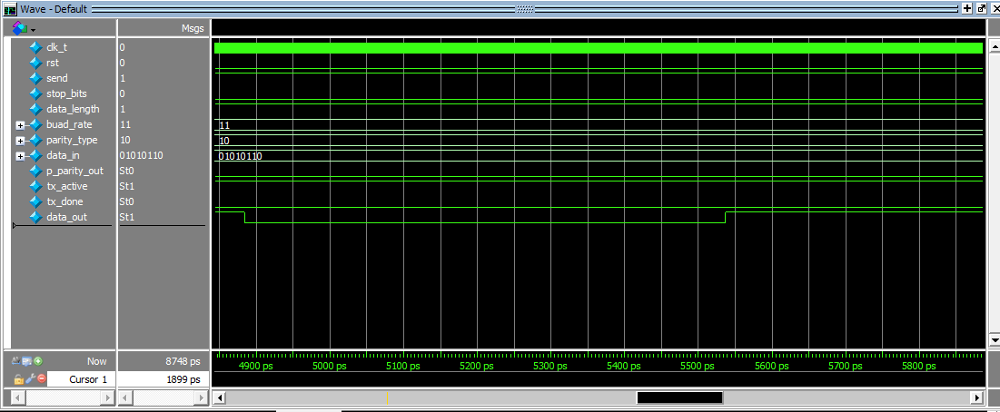 Wave - Default
Msgs
clk_t 0
rst 0
send 1
stop_bits 0
data_length 1
buad_rate 11 11
parity_type 10 10
data_in 01010110 01010110
p_parity_out St0
tx_active St1
tx_done St0
data_out St1
Now 8748 ps
4900 ps 5000 ps 5100 ps 5200 ps 5300 ps 5400 ps 5500 ps 5600 ps 5700 ps 5800 ps
Cursor 1 1899 ps